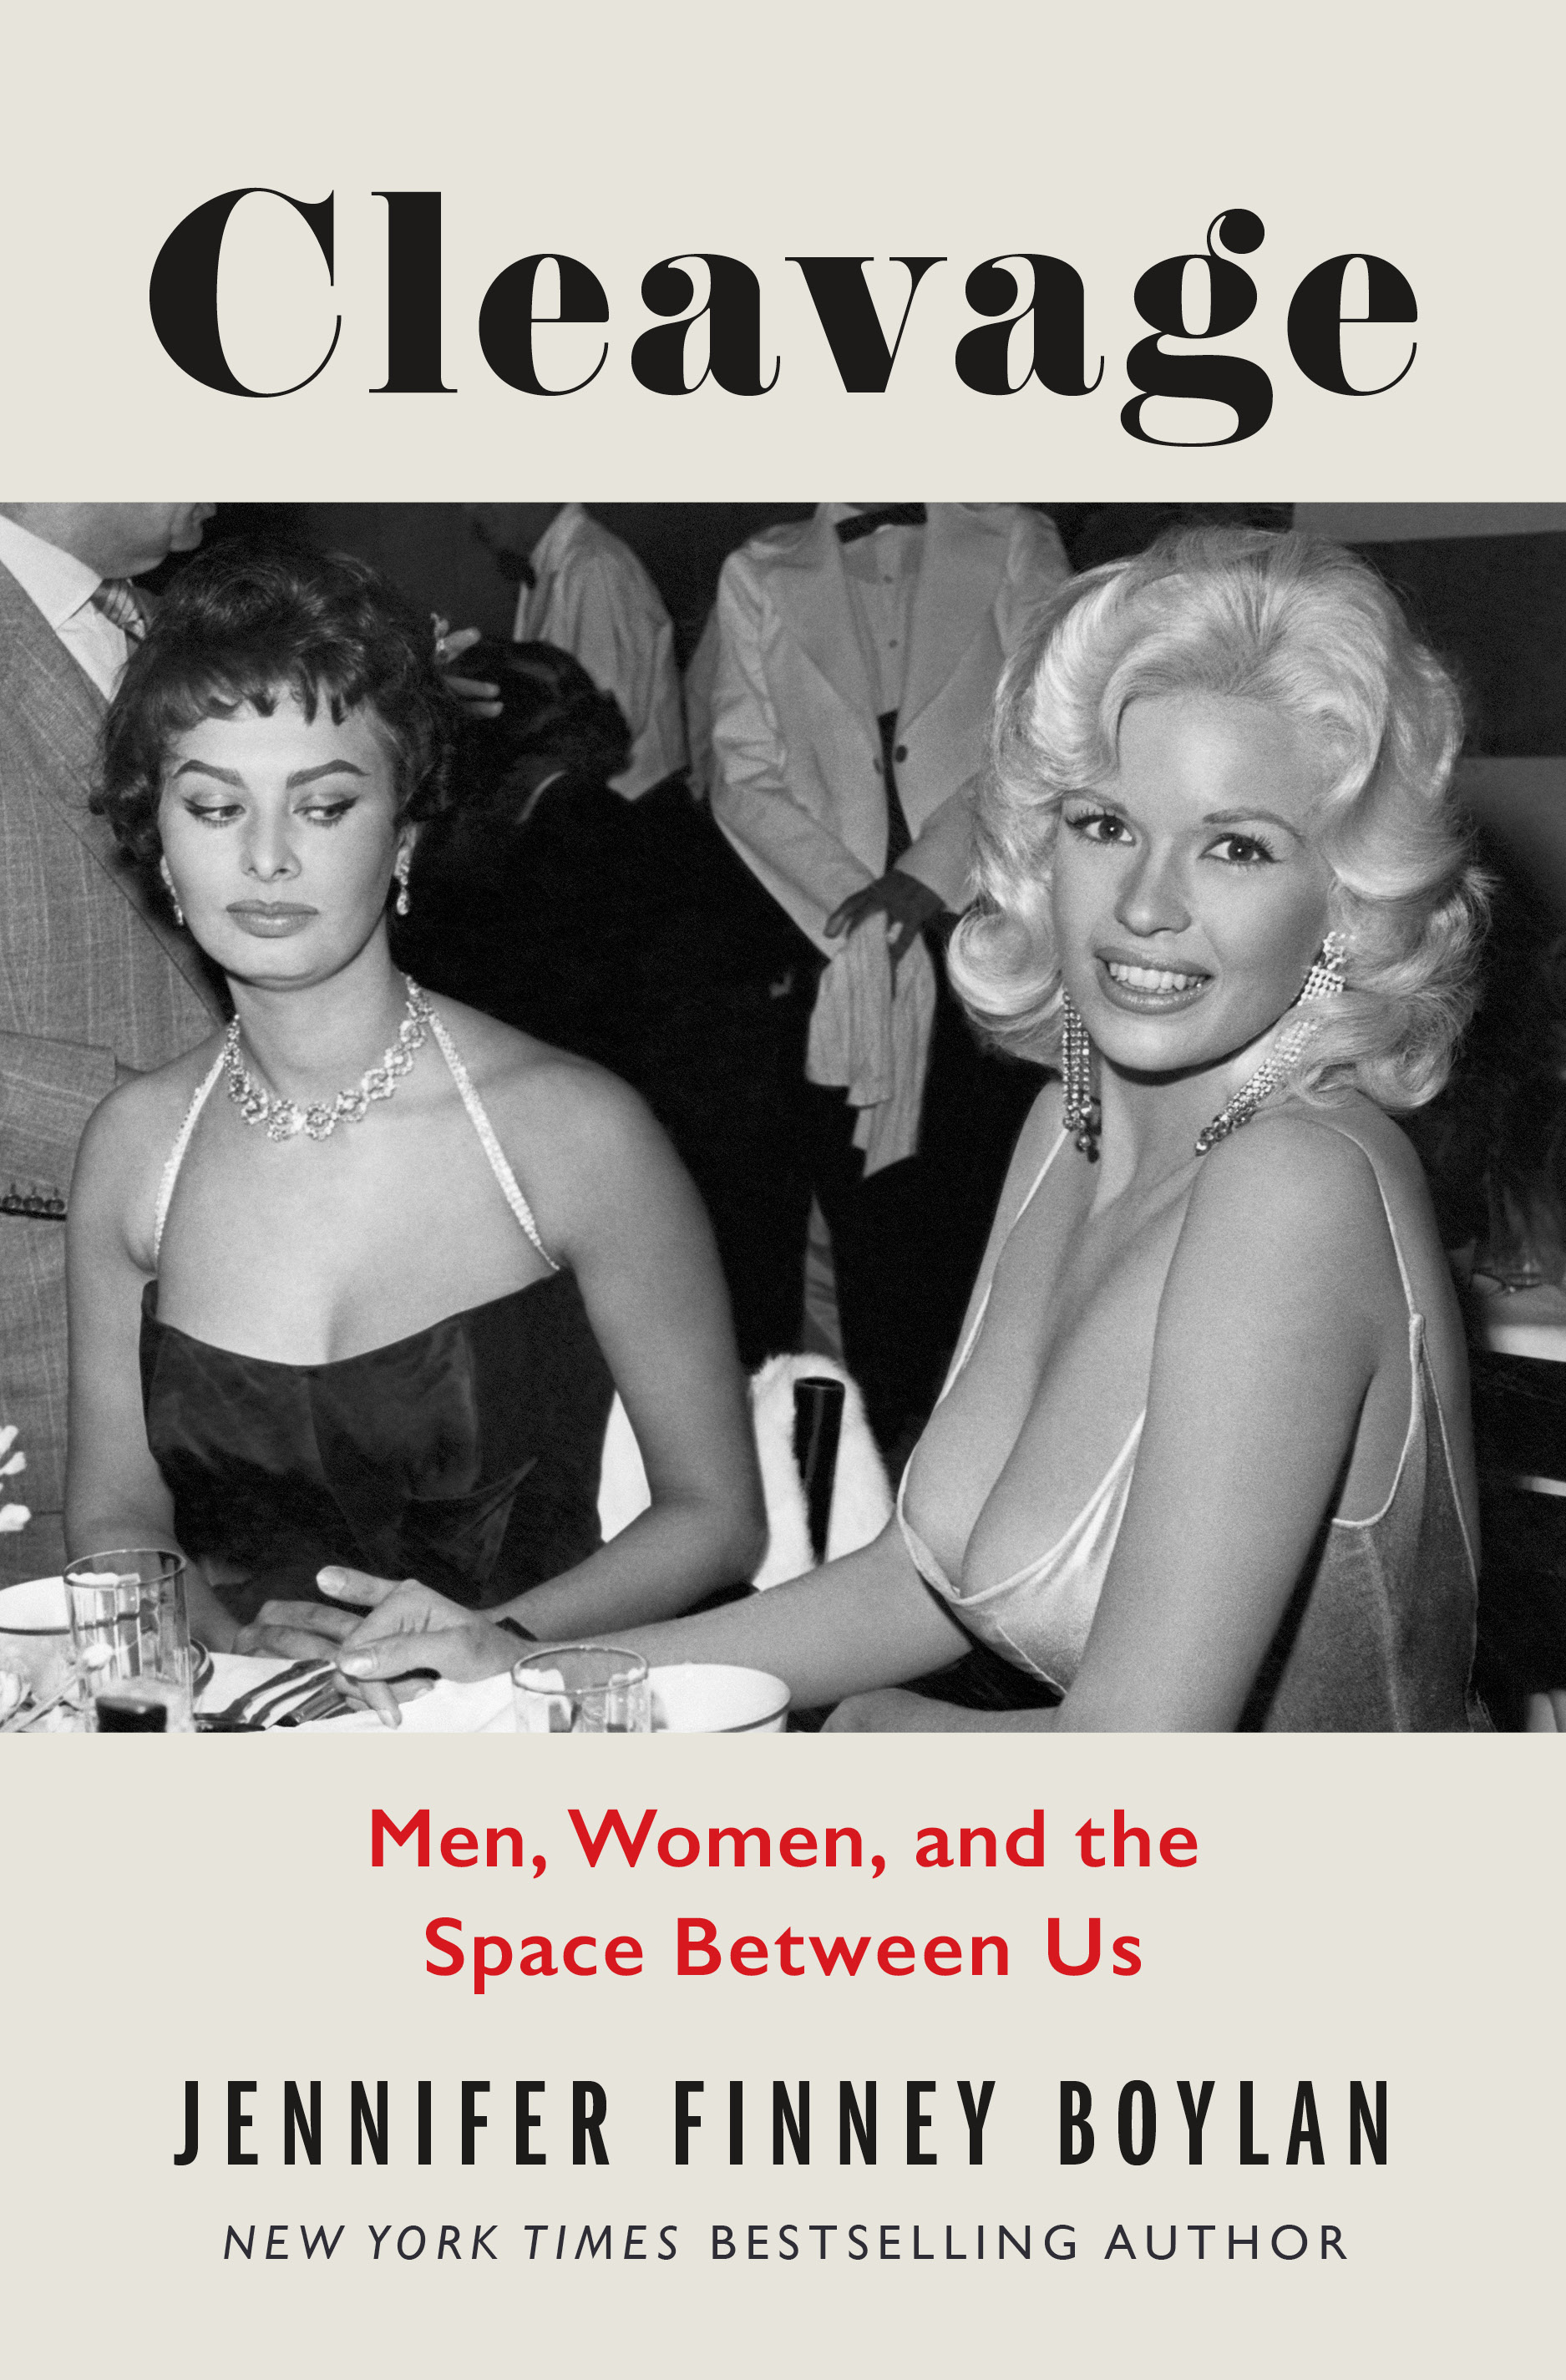 Cleavage
Men, Women, and the
Space Between Us
JENNIFER FINNEY BOYLAN
NEW YORK TIMES BESTSELLING AUTHOR